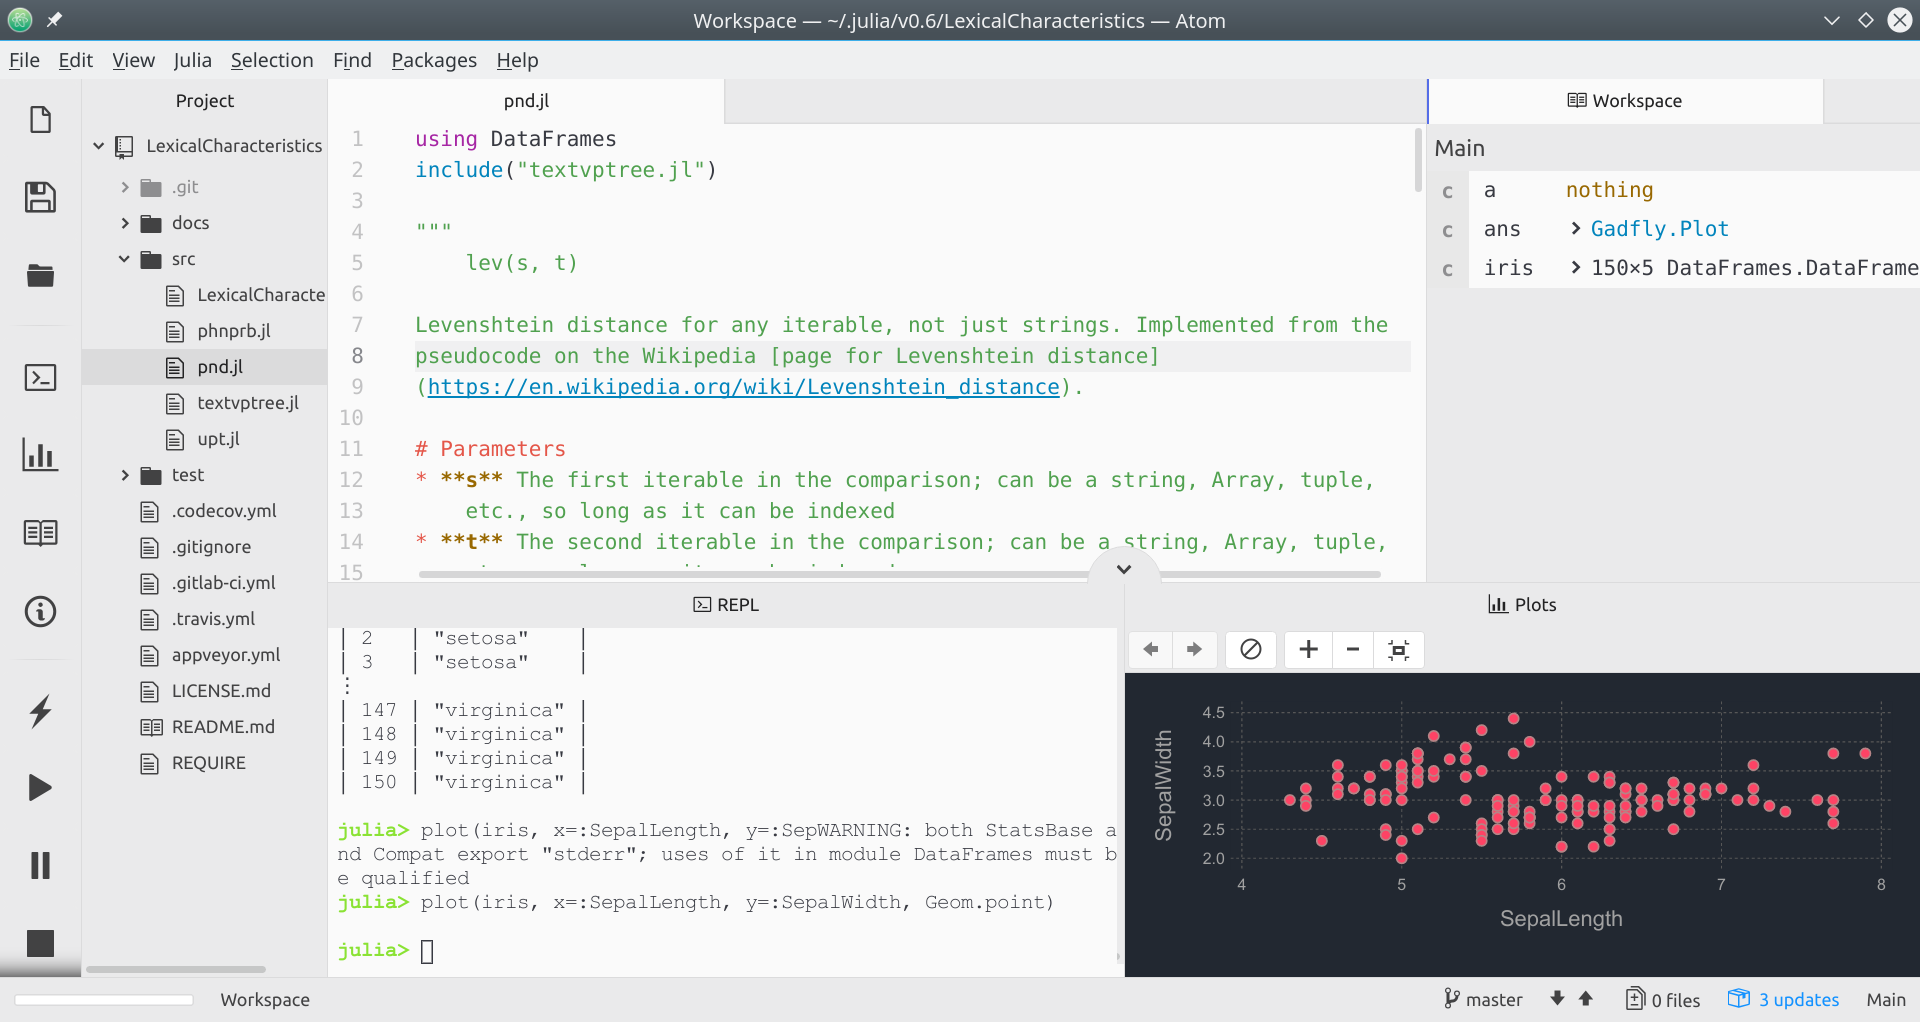 Workspace — ~/.julia/v0.6/LexicalCharacteristics — Atom
File Edit View Julia Selection Find Packages Help
Project
LexicalCharacteristics
.git
docs
src
LexicalCharacte
phnprb.jl
pnd.jl
textvptree.jl
upt.jl
test
.codecov.yml
.gitignore
.gitlab-ci.yml
.travis.yml
appveyor.yml
LICENSE.md
README.md
REQUIRE
pnd.jl
1 using DataFrames
2 include("textvptree.jl")
3
4 """
5 lev(s, t)
6
7 Levenshtein distance for any iterable, not just strings. Implemented from the
8 pseudocode on the Wikipedia [page for Levenshtein distance]
9 (https://en.wikipedia.org/wiki/Levenshtein_distance).
10
11 # Parameters
12 * **s** The first iterable in the comparison; can be a string, Array, tuple,
13 etc., so long as it can be indexed
14 * **t** The second iterable in the comparison; can be a string, Array, tuple,
15
Workspace
Main
c a nothing
c ans Gadfly.Plot
c iris 150×5 DataFrames.DataFrame
REPL
| 2 | "setosa" |
| 3 | "setosa" |
⋮
| 147 | "virginica" |
| 148 | "virginica" |
| 149 | "virginica" |
| 150 | "virginica" |
julia> plot(iris, x=:SepalLength, y=:SepWARNING: both StatsBase a
nd Compat export "stderr"; uses of it in module DataFrames must b
e qualified
julia> plot(iris, x=:SepalLength, y=:SepalWidth, Geom.point)
julia>
Plots
SepalWidth
4.5
4.0
3.5
3.0
2.5
2.0
4 5 6 7 8
SepalLength
Workspace
master
0 files
3 updates
Main